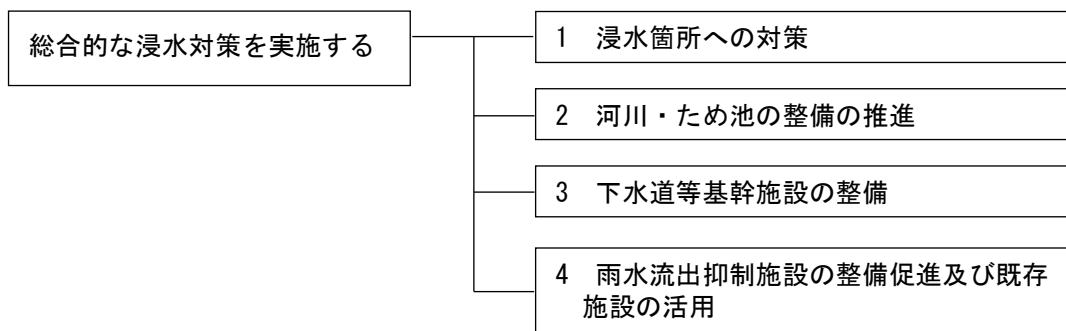 総合的な浸水対策を実施する
1　浸水箇所への対策
2　河川・ため池の整備の推進
3　下水道等基幹施設の整備
4　雨水流出抑制施設の整備促進及び既存
施設の活用